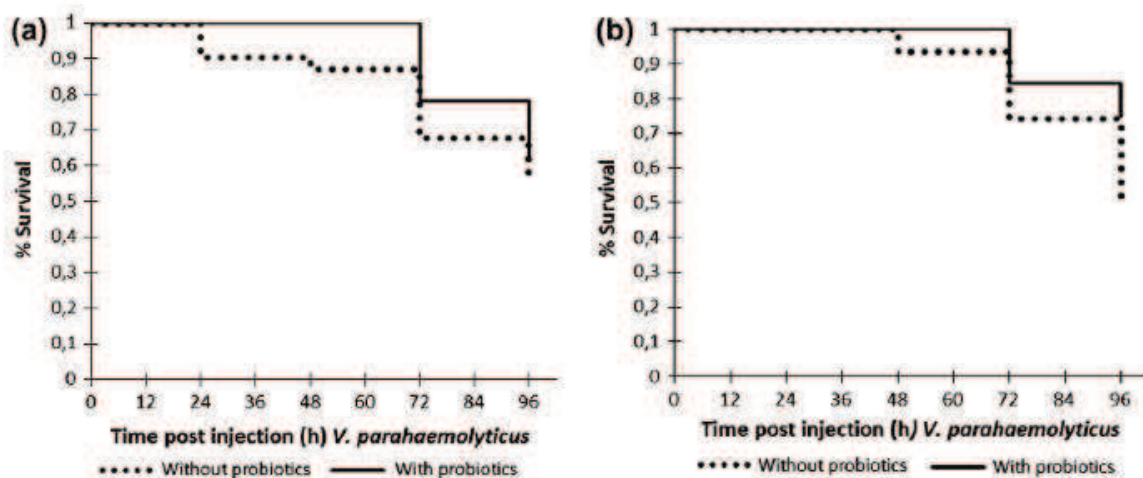 (a)
% Survival
1
0,9
0,8
0,7
0,6
0,5
0,4
0,3
0,2
0,1
0
0 12 24 36 48 60 72 84 96
Time post injection (h) V. parahaemolyticus
Without probiotics With probiotics
(b)
% Survival
1
0,9
0,8
0,7
0,6
0,5
0,4
0,3
0,2
0,1
0
0 12 24 36 48 60 72 84 96
Time post injection (h) V. parahaemolyticus
Without probiotics With probiotics